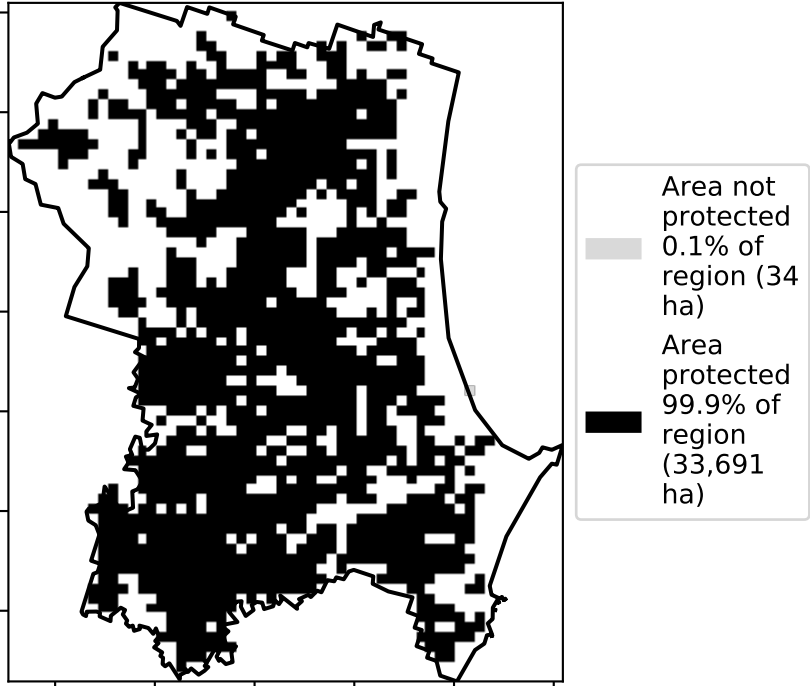 Area not
protected
0.1% of
region (34
ha)
Area
protected
99.9% of
region
(33,691
ha)